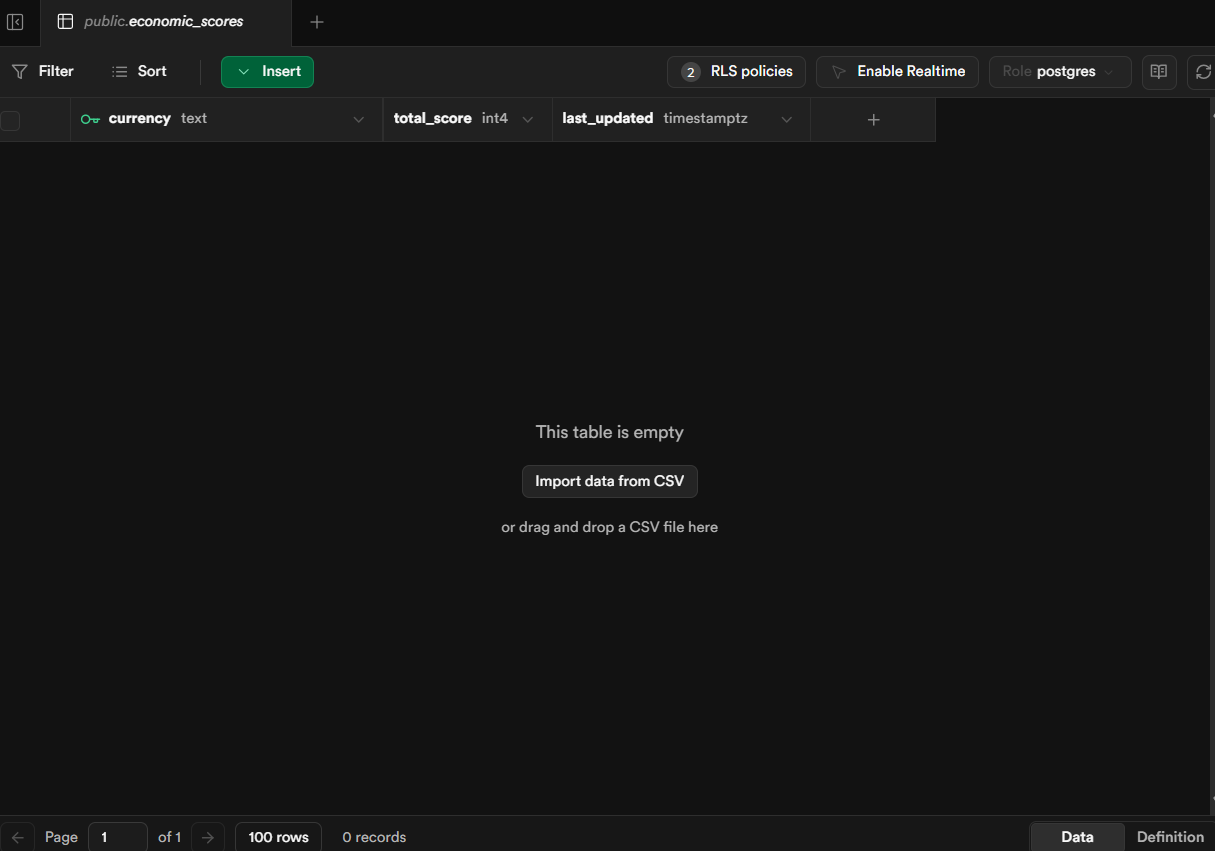 public.economic_scores
Filter Sort Insert 2 RLS policies Enable Realtime Role postgres
currency text total_score int4 last_updated timestamptz
This table is empty
Import data from CSV
or drag and drop a CSV file here
Page 1 of 1 100 rows 0 records Data Definition